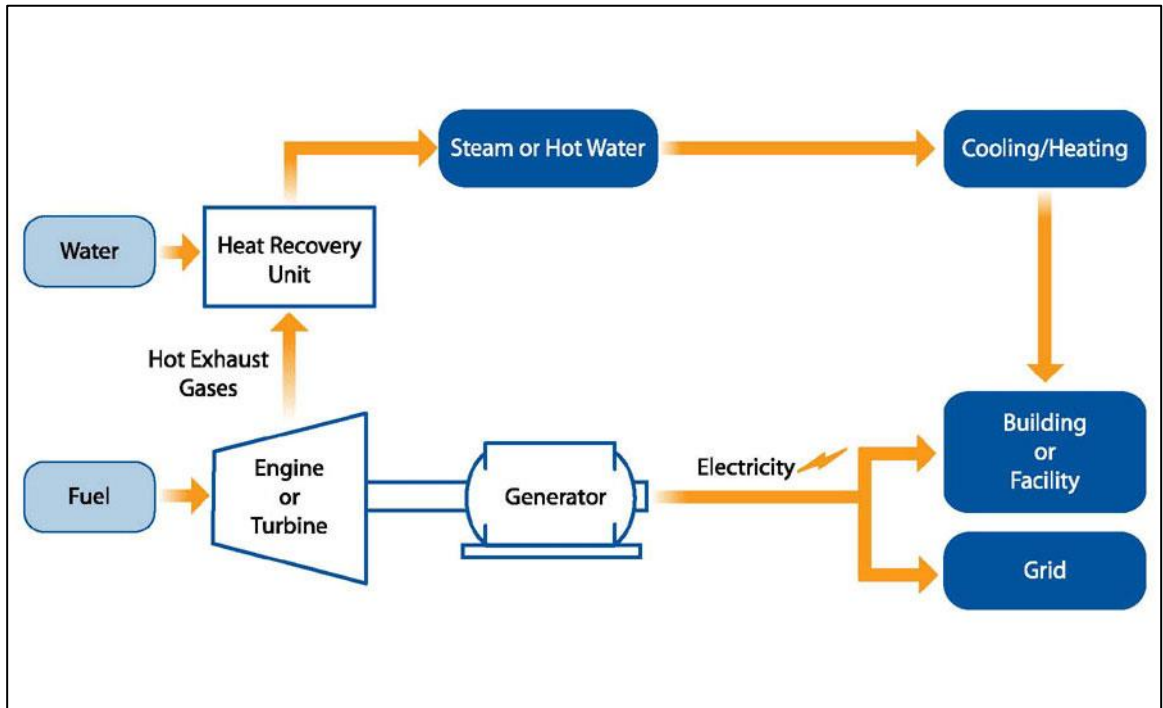 Steam or Hot Water
Cooling/Heating
Water
Heat Recovery
Unit
Hot Exhaust
Gases
Fuel
Engine
or
Turbine
Generator
Electricity
Building
or
Facility
Grid